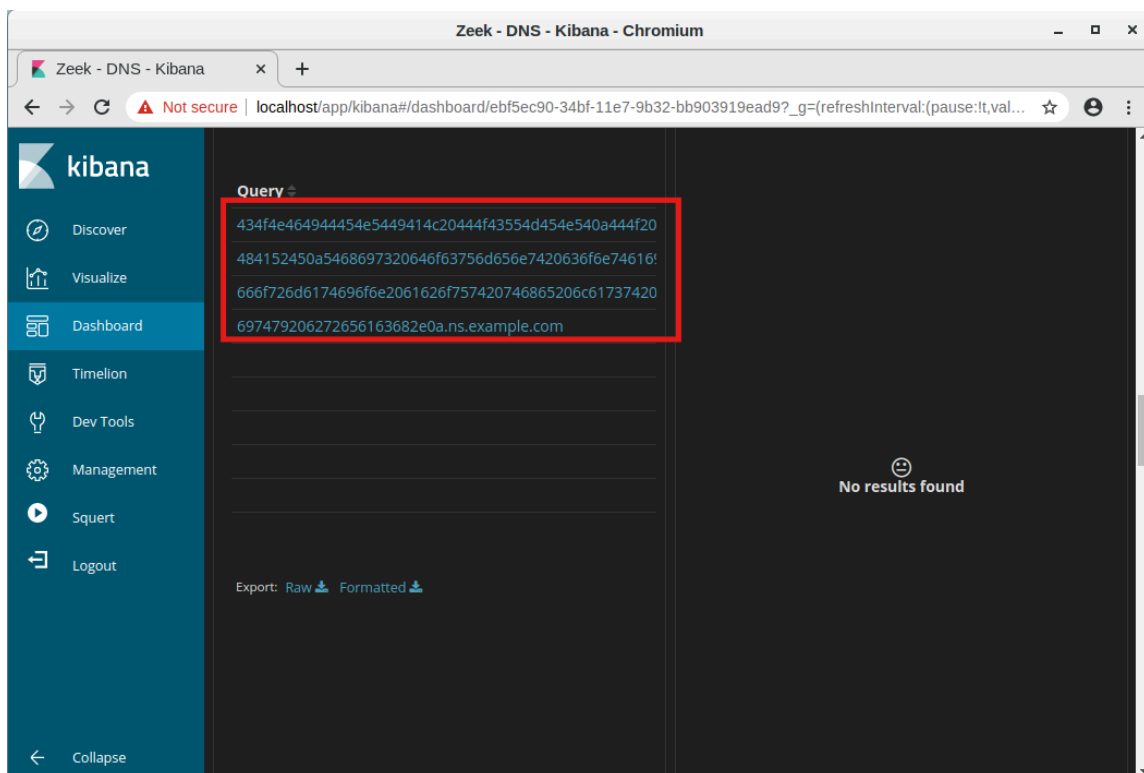 Zeek - DNS - Kibana - Chromium
Zeek - DNS - Kibana
Not secure | localhost/app/kibana#/dashboard/ebf5ec90-34bf-11e7-9b32-bb903919ead9?_g=(refreshInterval:(pause:!t,val...
kibana
Discover
Visualize
Dashboard
Timelion
Dev Tools
Management
Squert
Logout
Collapse
Query
434f4e464944454e5449414c20444f43554d454e540a444f20
484152450a5468697320646f63756d656e7420636f6e746169
666f726d6174696f6e2061626f757420746865206c61737420
697479206272656163682e0a.ns.example.com
Export: Raw Formatted
No results found